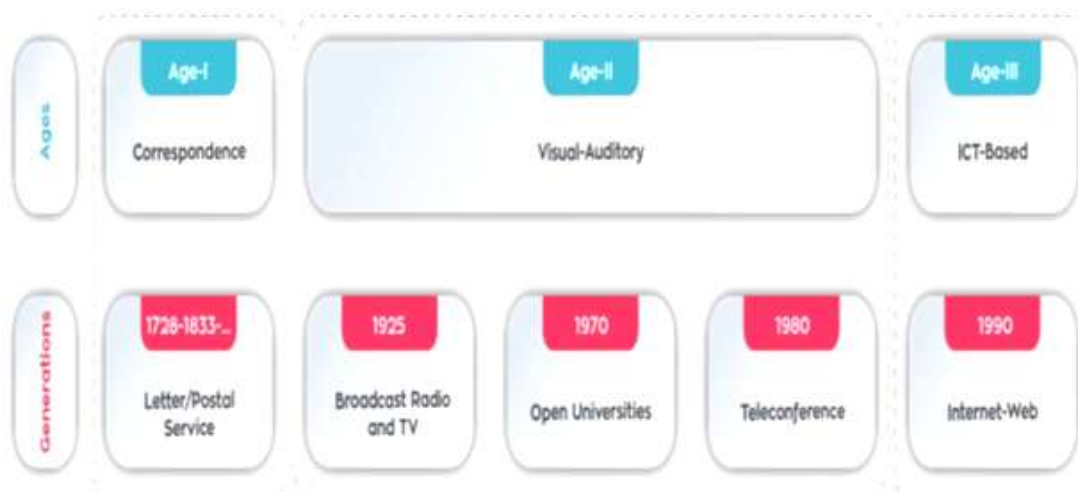 Ages
Age-I
Correspondence
Age-II
Visual-Auditory
Age-III
ICT-Based
Generations
1728-1833-...
Letter/Postal
Service
1925
Broadcast Radio
and TV
1970
Open Universities
1980
Teleconference
1990
Internet-Web